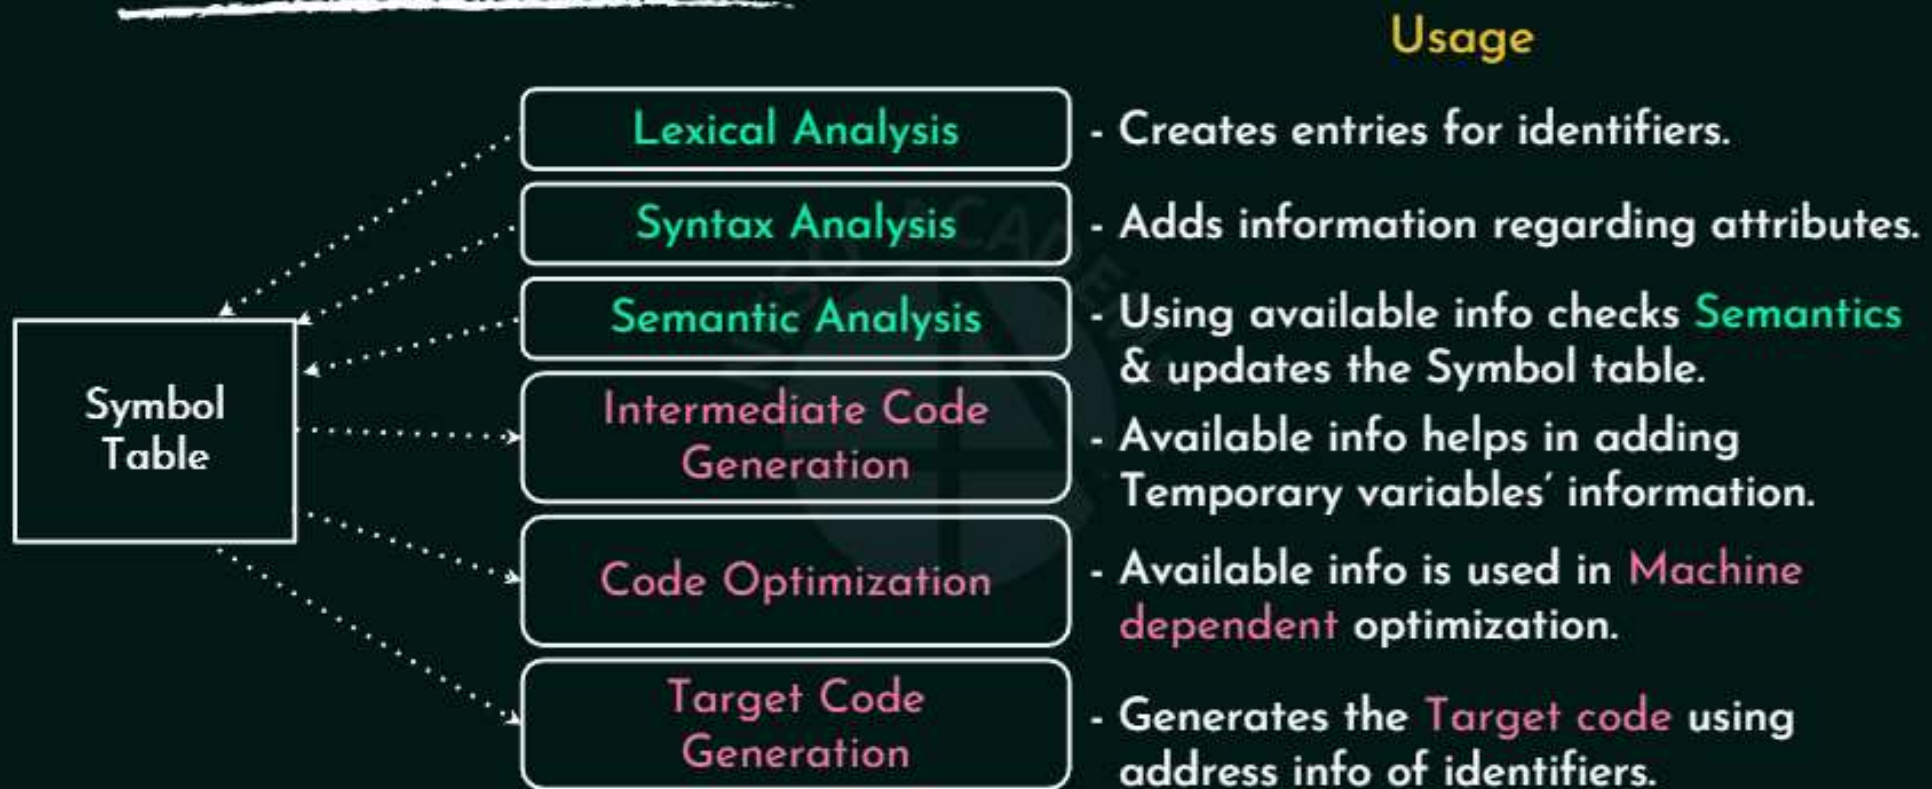 Usage
Lexical Analysis
- Creates entries for identifiers.
Syntax Analysis
- Adds information regarding attributes.
Semantic Analysis
- Using available info checks Semantics
& updates the Symbol table.
Symbol
Table
Intermediate Code
Generation
- Available info helps in adding
Temporary variables' information.
Code Optimization
- Available info is used in Machine
dependent optimization.
Target Code
Generation
- Generates the Target code using
address info of identifiers.